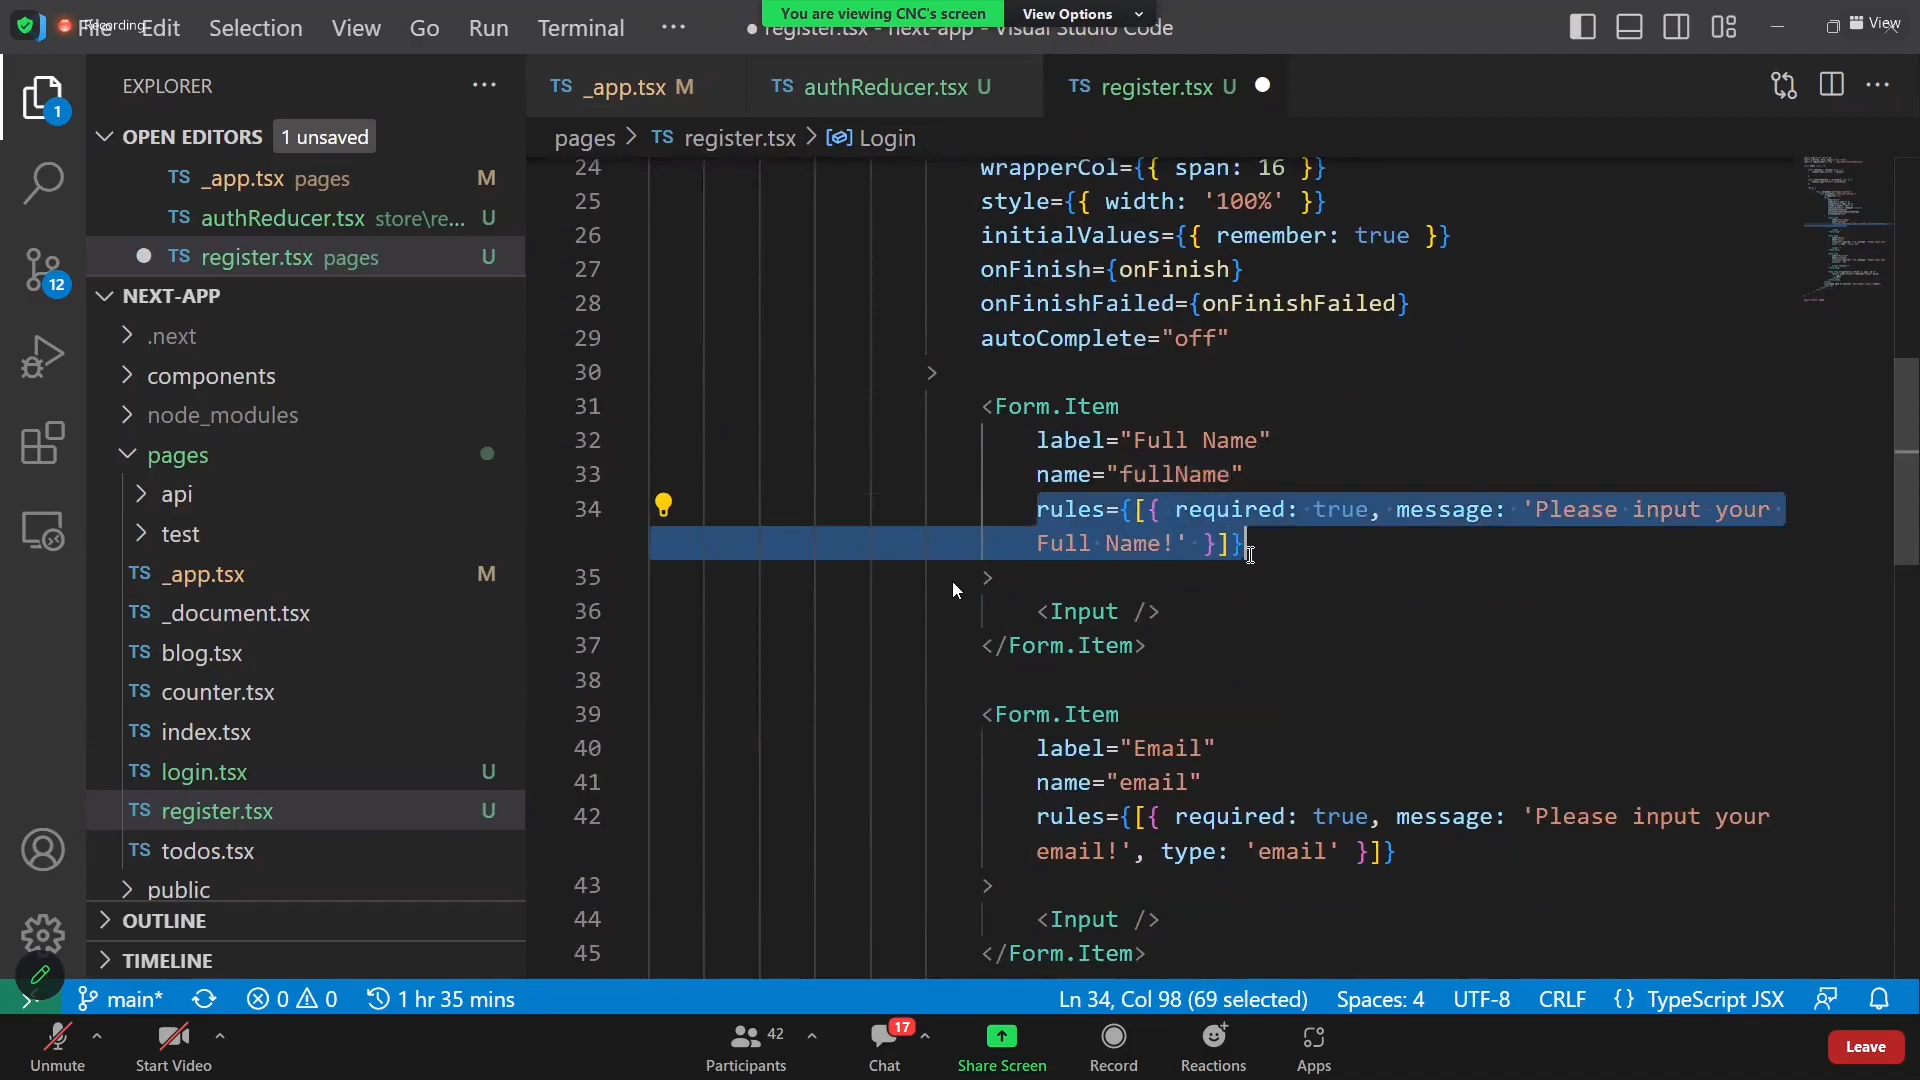 Recording
File Edit Selection View Go Run Terminal ···
You are viewing CNC's screen
View Options
● register.tsx - next-app - Visual Studio Code
View
EXPLORER
TS _app.tsx M
TS authReducer.tsx U
TS register.tsx U
1
OPEN EDITORS 1 unsaved
pages > TS register.tsx > Login
TS _app.tsx pages M
TS authReducer.tsx store\re... U
TS register.tsx pages U
12
NEXT-APP
.next
components
node_modules
pages
api
test
TS _app.tsx M
TS _document.tsx
TS blog.tsx
TS counter.tsx
TS index.tsx
TS login.tsx U
TS register.tsx U
TS todos.tsx
public
OUTLINE
TIMELINE
24 wrapperCol={{ span: 16 }}
25 style={{ width: '100%' }}
26 initialValues={{ remember: true }}
27 onFinish={onFinish}
28 onFinishFailed={onFinishFailed}
29 autoComplete="off"
30 >
31 <Form.Item
32 label="Full Name"
33 name="fullName"
34 rules={[{ required: true, message: 'Please input your
Full Name!' }]}
35 >
36 <Input />
37 </Form.Item>
38
39 <Form.Item
40 label="Email"
41 name="email"
42 rules={[{ required: true, message: 'Please input your
email!', type: 'email' }]}
43 >
44 <Input />
45 </Form.Item>
main* 0 0 1 hr 35 mins Ln 34, Col 98 (69 selected) Spaces: 4 UTF-8 CRLF {} TypeScript JSX
Unmute
Start Video
Participants 42
Chat 17
Share Screen
Record
Reactions
Apps
Leave